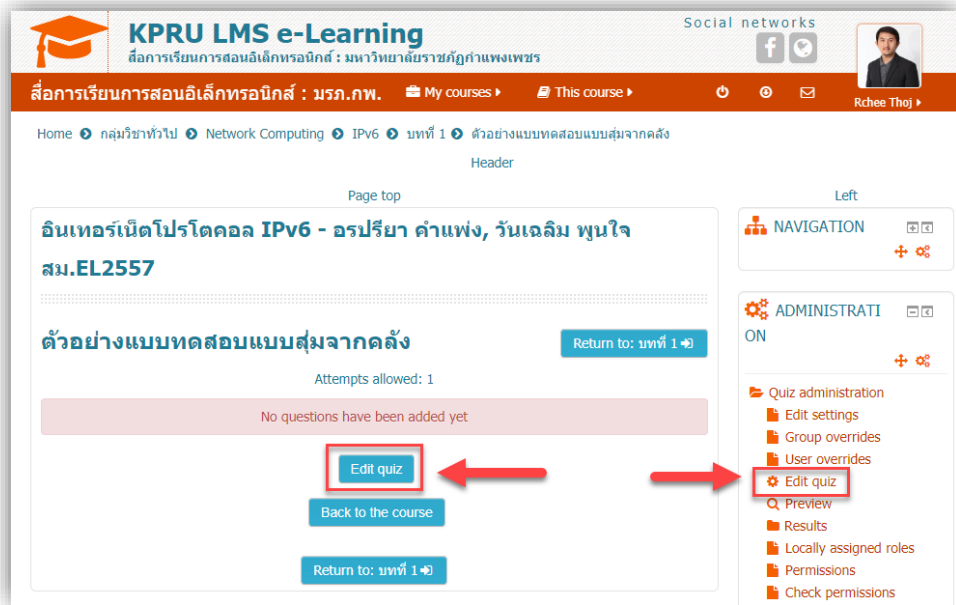 KPRU LMS e-Learning
สื่อการเรียนการสอนอิเล็กทรอนิกส์ : มหาวิทยาลัยราชภัฏกำแพงเพชร
Social networks
สื่อการเรียนการสอนอิเล็กทรอนิกส์ : มรภ.กพ.
My courses
This course
Rchee Thoj
Home กลุ่มวิชาทั่วไป Network Computing IPv6 บทที่ 1 ตัวอย่างแบบทดสอบแบบสุ่มจากคลัง
Header
Page top
อินเทอร์เน็ตโปรโตคอล IPv6 - อรปรียา คำแพ่ง, วันเฉลิม พูนใจ
สม.EL2557
ตัวอย่างแบบทดสอบแบบสุ่มจากคลัง
Return to: บทที่ 1
Attempts allowed: 1
No questions have been added yet
Edit quiz
Back to the course
Return to: บทที่ 1
Left
NAVIGATION
ADMINISTRATI
ON
Quiz administration
Edit settings
Group overrides
User overrides
Edit quiz
Preview
Results
Locally assigned roles
Permissions
Check permissions